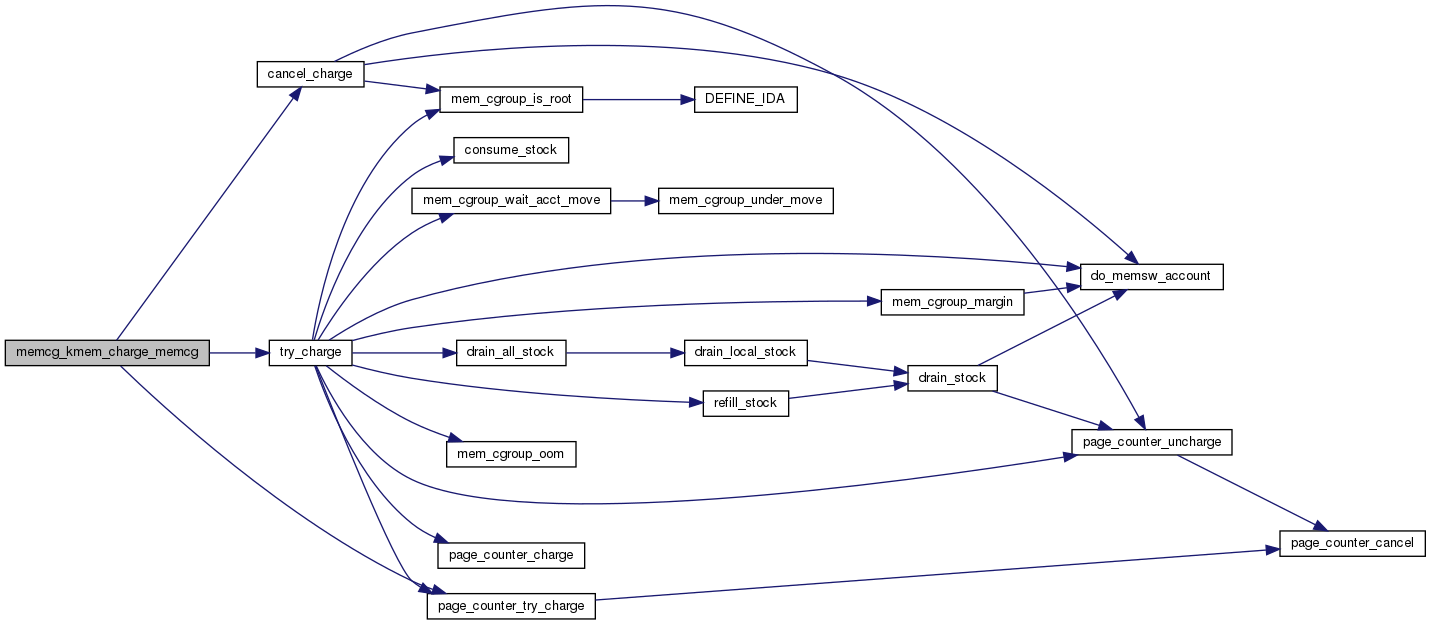 cancel_charge
mem_cgroup_is_root
DEFINE_IDA
consume_stock
mem_cgroup_wait_acct_move
mem_cgroup_under_move
do_memsw_account
mem_cgroup_margin
memcg_kmem_charge_memcg
try_charge
drain_all_stock
drain_local_stock
drain_stock
refill_stock
page_counter_uncharge
mem_cgroup_oom
page_counter_cancel
page_counter_charge
page_counter_try_charge